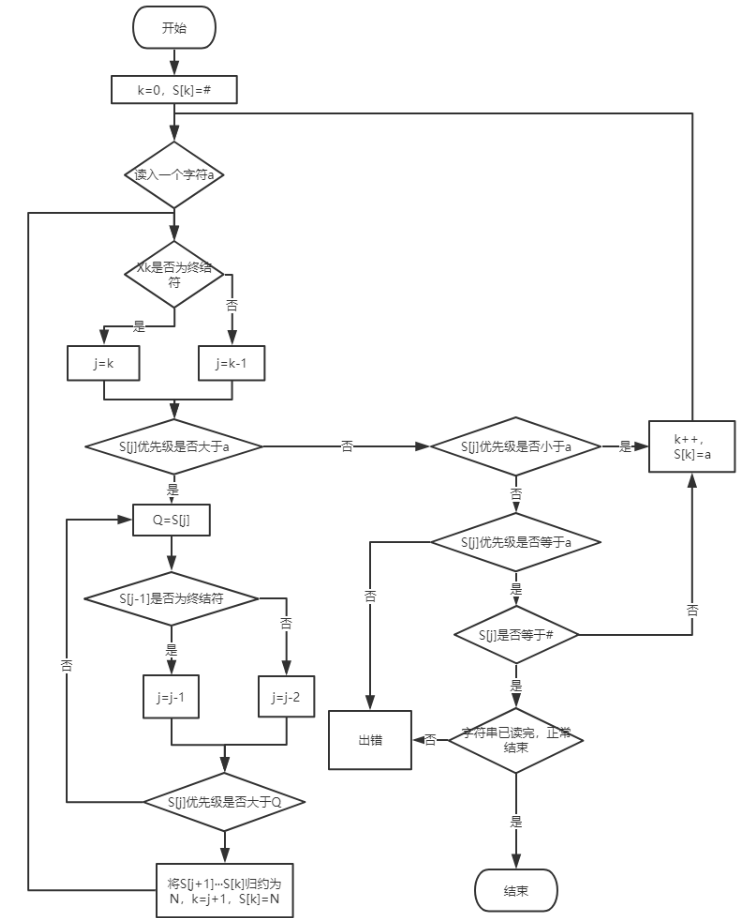 开始
k=0，S[k]=#
读入一个字符a
Xk是否为终结
符
否
是
j=k
j=k-1
S[j]优先级是否大于a
否
S[j]优先级是否小于a
是
k++，
S[k]=a
是
否
Q=S[j]
S[j]优先级是否等于a
S[j-1]是否为终结符
是
否
否
否
S[j]是否等于#
是
否
j=j-1
j=j-2
是
出错
否
字符串已读完，正常
结束
S[j]优先级是否大于Q
是
将S[j+1]···S[k]归约为
N，k=j+1，S[k]=N
结束